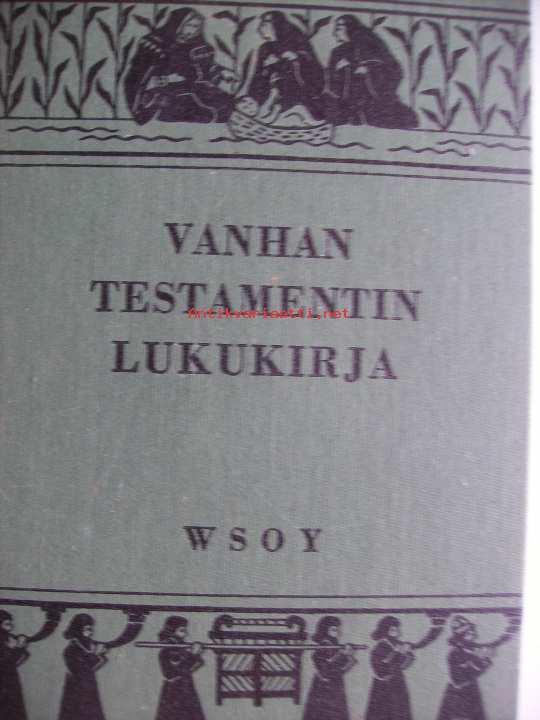 VANHAN
TESTAMENTIN
Antikvariaatti.net
LUKUKIRJA
WSOY